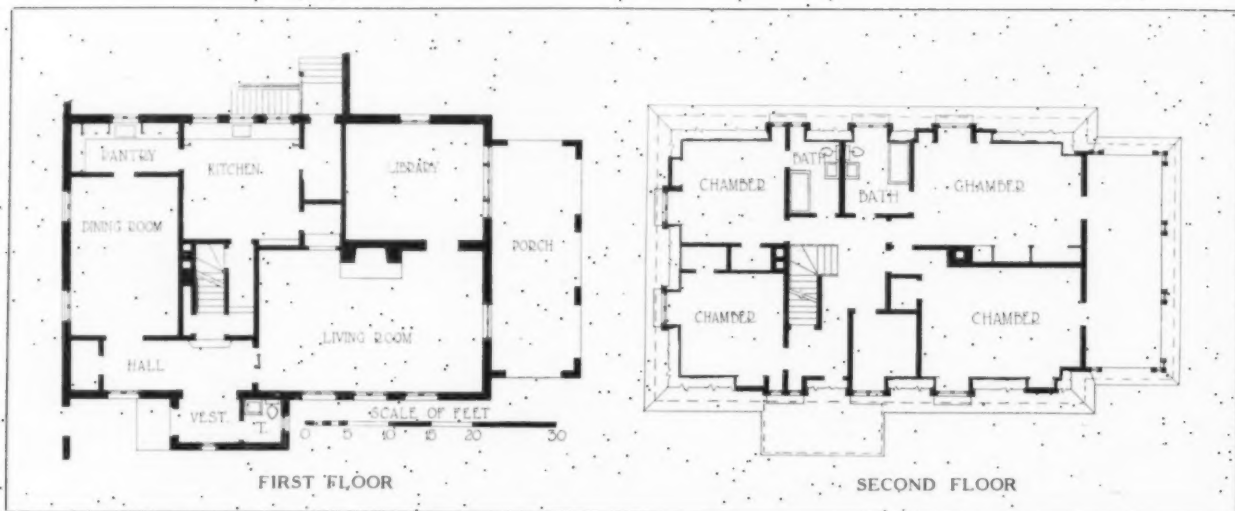 PANTRY
KITCHEN
LIBRARY
DINING ROOM
PORCH
LIVING ROOM
HALL
VEST.
T.
SCALE OF FEET
0 5 10 15 20 30
FIRST FLOOR
BATH
CHAMBER
BATH
CHAMBER
CHAMBER
CHAMBER
SECOND FLOOR